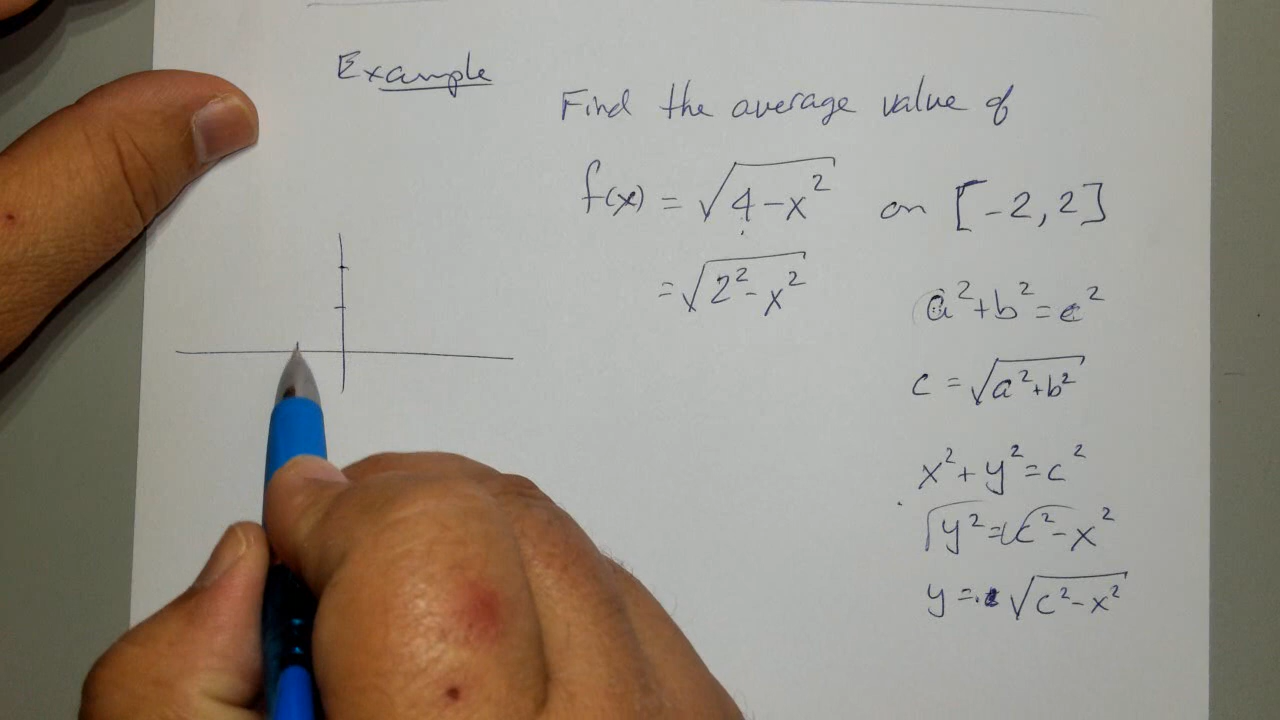 Example
Find the average value of
f(x) = √4-x² on [-2,2]
= √2²-x²
a²+b²=c²
c = √a²+b²
x²+y²=c²
√y²=√c²-x²
y = √c²-x²